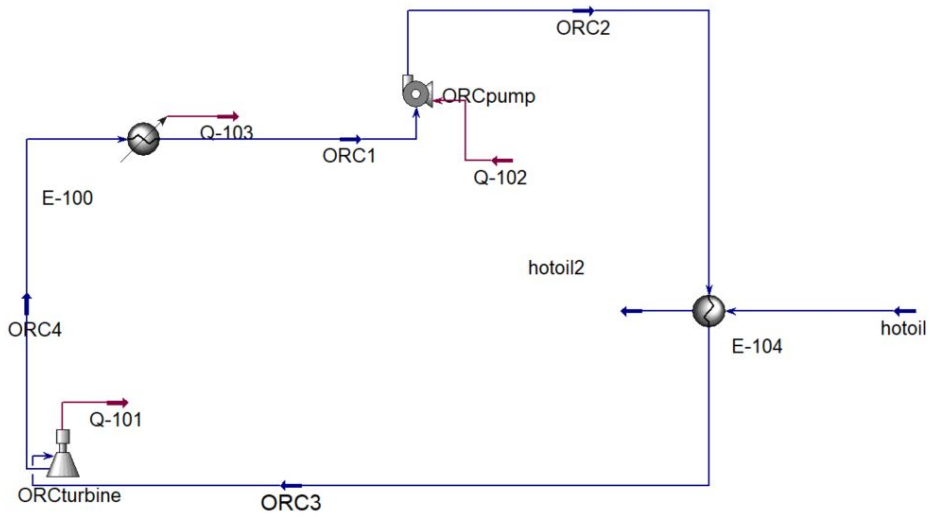 ORC2
ORCpump
Q-103
ORC1
Q-102
E-100
hotoil2
ORC4
hotoil
E-104
Q-101
ORCturbine
ORC3